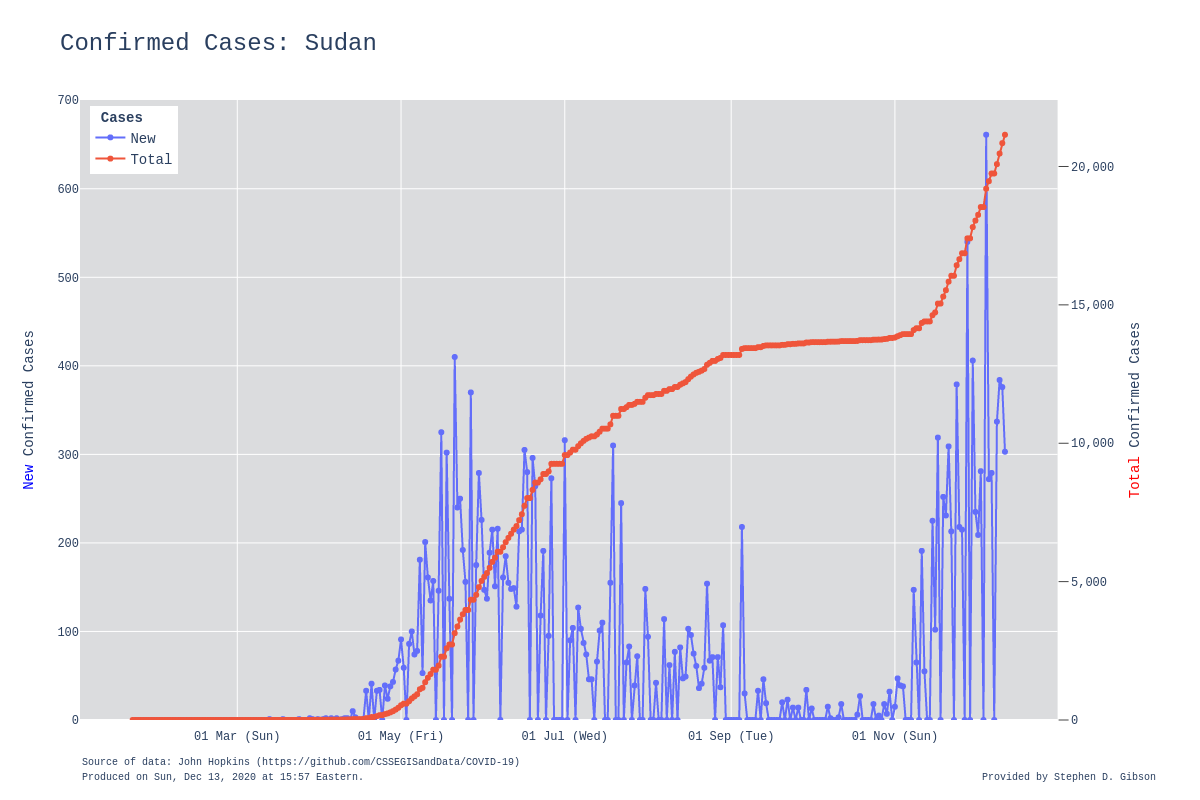 Confirmed Cases: Sudan
Cases
New
Total
700
600
500
400
300
200
100
0
New Confirmed Cases
20,000
15,000
10,000
5,000
0
Total Confirmed Cases
01 Mar (Sun) 01 May (Fri) 01 Jul (Wed) 01 Sep (Tue) 01 Nov (Sun)
Source of data: John Hopkins (https://github.com/CSSEGISandData/COVID-19)
Produced on Sun, Dec 13, 2020 at 15:57 Eastern.
Provided by Stephen D. Gibson